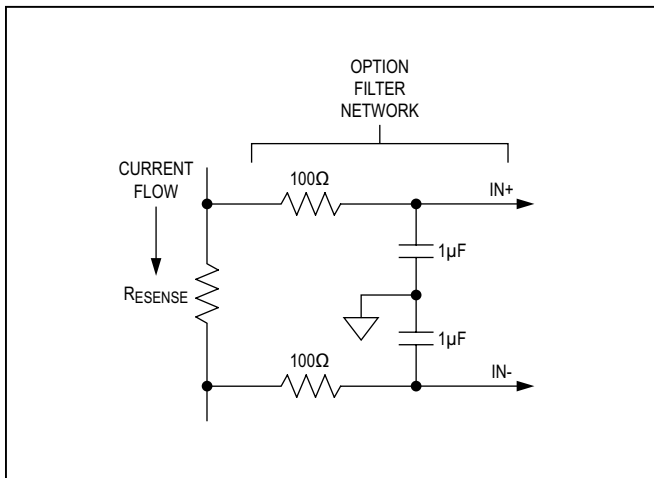 OPTION
FILTER
NETWORK
CURRENT
FLOW
100Ω
IN+
1µF
RESENSE
1µF
100Ω
IN-